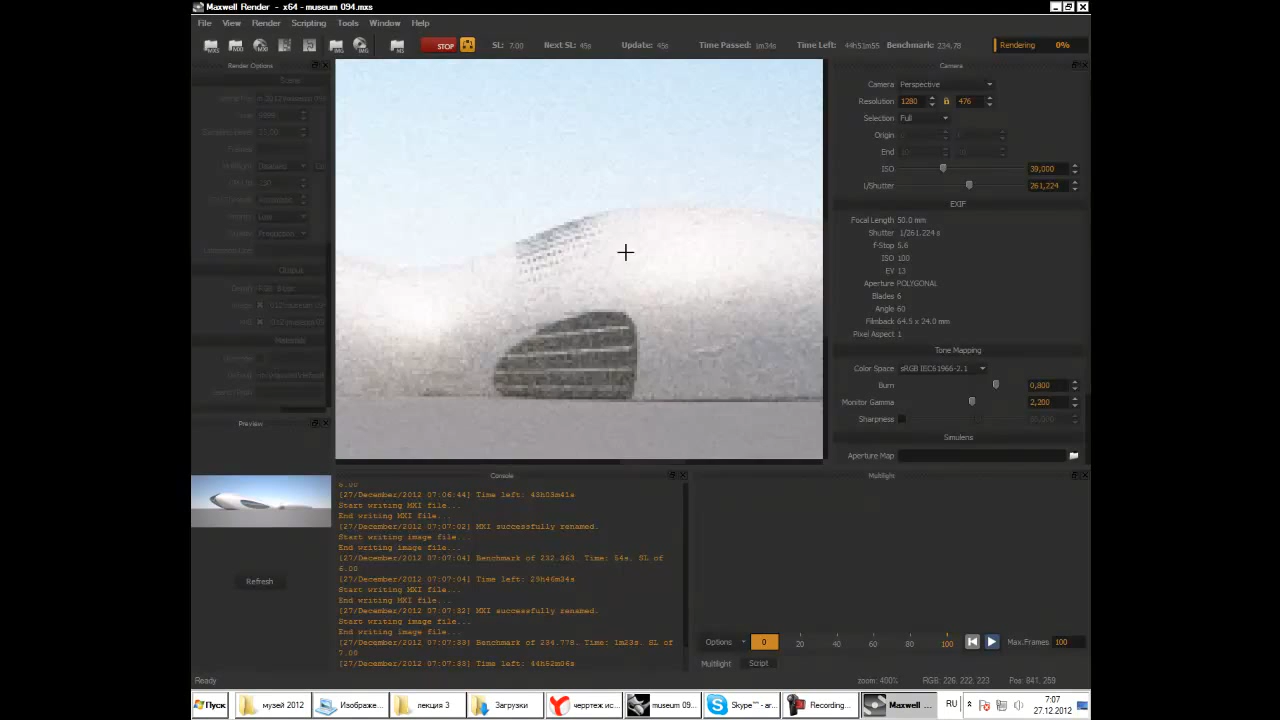 Maxwell Render - x64 - museum 094.mxs
File View Render Scripting Tools Window Help
STOP SL: 7.00 Next SL: 45s Update: 45s Time Passed: 1m34s Time Left: 44h51m55 Benchmark: 234.78 Rendering 0%
Render Options
Scene
Output
Materials
Preview
Refresh
Camera
Camera Perspective
Resolution 1280 476
Selection Full
Origin
End
ISO 39,000
1/Shutter 261,224
EXIF
Focal Length 50.0 mm
Shutter 1/261.224 s
f-Stop 5.6
ISO 100
EV 13
Aperture POLYGONAL
Blades 6
Angle 60
Filmback 64.5 x 24.0 mm
Pixel Aspect 1
Tone Mapping
Color Space sRGB IEC61966-2.1
Burn 0,800
Monitor Gamma 2,200
Sharpness
Simulens
Aperture Map
Console
6.00
[27/December/2012 07:06:44] Time left: 43h03m41s
Start writing MXI file...
End writing MXI file...
[27/December/2012 07:07:02] MXI successfully renamed.
Start writing image file...
End writing image file...
[27/December/2012 07:07:04] Benchmark of 232.363. Time: 54s. SL of
6.00
[27/December/2012 07:07:04] Time left: 29h46m34s
Start writing MXI file...
End writing MXI file...
[27/December/2012 07:07:32] MXI successfully renamed.
Start writing image file...
End writing image file...
[27/December/2012 07:07:33] Benchmark of 234.778. Time: 1m23s. SL of
7.00
[27/December/2012 07:07:33] Time left: 44h52m06s
Multilight
Options 0 20 40 60 80 100 Max.Frames 100
Multilight Script
Ready zoom: 400% RGB: 226, 222, 223 Pos: 841, 259
Пуск музей 2012 Изображе... лекция 3 Загрузки черртеж ис... museum 09... Skype™ - ar... Recording... Maxwell ... RU 7:07
27.12.2012